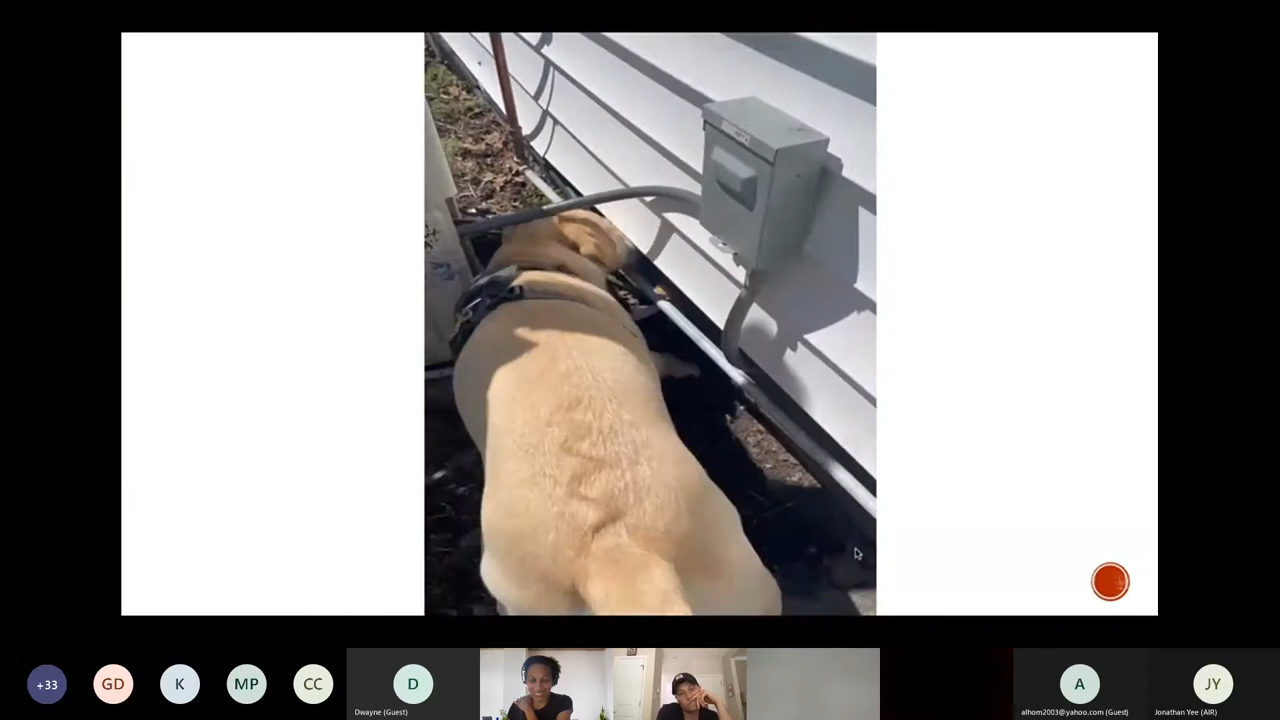 +33
GD
K
MP
CC
D
Dwayne (Guest)
A
alhom2003@yahoo.com (Guest)
JY
Jonathan Yee (AIR)